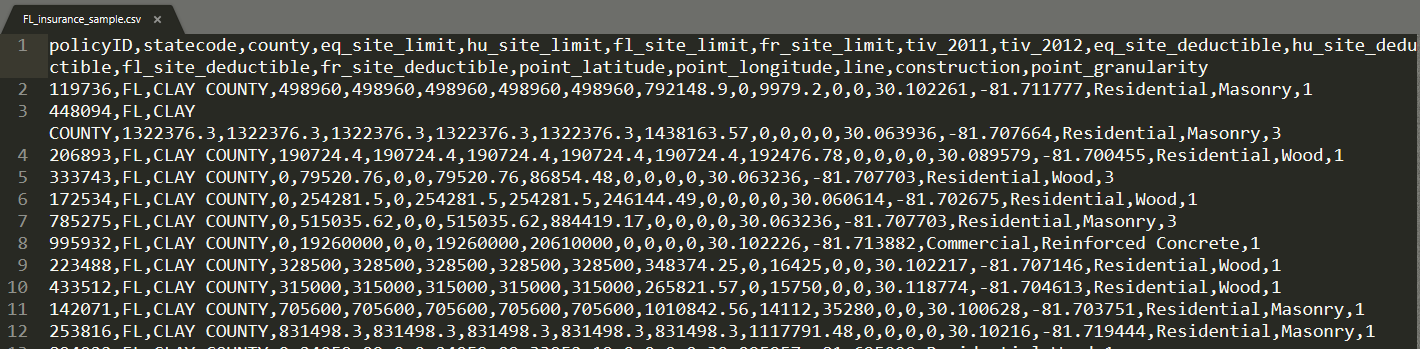 FL_insurance_sample.csv ×
1 policyID,statecode,county,eq_site_limit,hu_site_limit,fl_site_limit,fr_site_limit,tiv_2011,tiv_2012,eq_site_deductible,hu_site_dedu
ctible,fl_site_deductible,fr_site_deductible,point_latitude,point_longitude,line,construction,point_granularity
2 119736,FL,CLAY COUNTY,498960,498960,498960,498960,498960,792148.9,0,9979.2,0,0,30.102261,-81.711777,Residential,Masonry,1
3 448094,FL,CLAY
COUNTY,1322376.3,1322376.3,1322376.3,1322376.3,1322376.3,1438163.57,0,0,0,0,30.063936,-81.707664,Residential,Masonry,3
4 206893,FL,CLAY COUNTY,190724.4,190724.4,190724.4,190724.4,190724.4,192476.78,0,0,0,0,30.089579,-81.700455,Residential,Wood,1
5 333743,FL,CLAY COUNTY,0,79520.76,0,0,79520.76,86854.48,0,0,0,0,30.063236,-81.707703,Residential,Wood,3
6 172534,FL,CLAY COUNTY,0,254281.5,0,254281.5,254281.5,246144.49,0,0,0,0,30.060614,-81.702675,Residential,Wood,1
7 785275,FL,CLAY COUNTY,0,515035.62,0,0,515035.62,884419.17,0,0,0,0,30.063236,-81.707703,Residential,Masonry,3
8 995932,FL,CLAY COUNTY,0,19260000,0,0,19260000,20610000,0,0,0,0,30.102226,-81.713882,Commercial,Reinforced Concrete,1
9 223488,FL,CLAY COUNTY,328500,328500,328500,328500,328500,348374.25,0,16425,0,0,30.102217,-81.707146,Residential,Wood,1
10 433512,FL,CLAY COUNTY,315000,315000,315000,315000,315000,265821.57,0,15750,0,0,30.118774,-81.704613,Residential,Wood,1
11 142071,FL,CLAY COUNTY,705600,705600,705600,705600,705600,1010842.56,14112,35280,0,0,30.100628,-81.703751,Residential,Masonry,1
12 253816,FL,CLAY COUNTY,831498.3,831498.3,831498.3,831498.3,831498.3,1117791.48,0,0,0,0,30.10216,-81.719444,Residential,Masonry,1